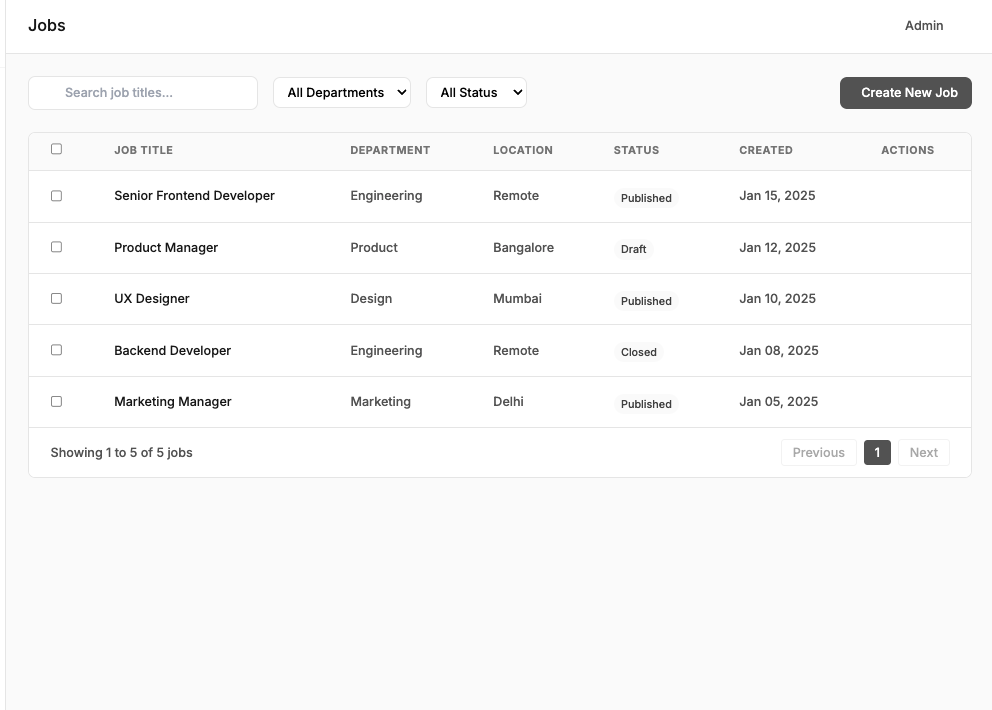 Jobs
Admin
Search job titles...
All Departments
All Status
Create New Job
JOB TITLE DEPARTMENT LOCATION STATUS CREATED ACTIONS
Senior Frontend Developer Engineering Remote Published Jan 15, 2025
Product Manager Product Bangalore Draft Jan 12, 2025
UX Designer Design Mumbai Published Jan 10, 2025
Backend Developer Engineering Remote Closed Jan 08, 2025
Marketing Manager Marketing Delhi Published Jan 05, 2025
Showing 1 to 5 of 5 jobs
Previous 1 Next